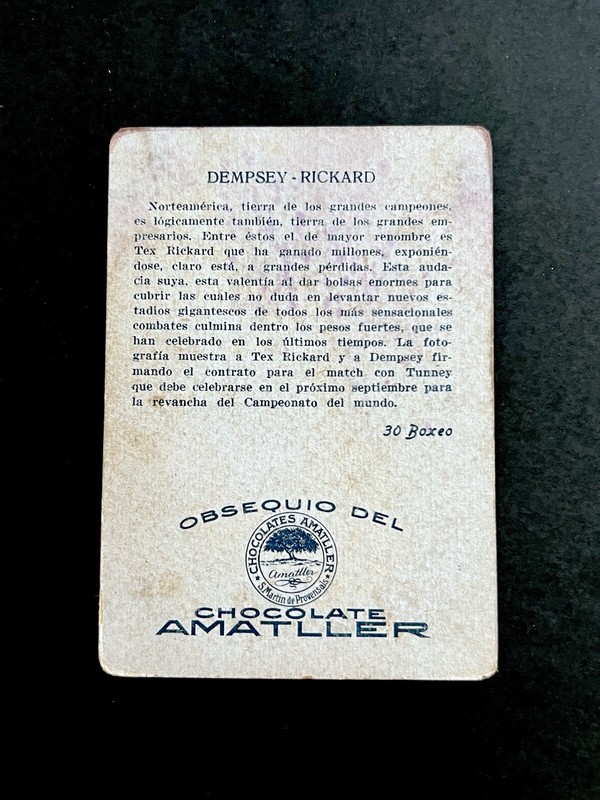 DEMPSEY - RICKARD
Norteamérica, tierra de los grandes campeones,
es lógicamente también, tierra de los grandes em-
presarios. Entre éstos el de mayor renombre es
Tex Rickard que ha ganado millones, exponién-
dose, claro está, a grandes pérdidas. Esta auda-
cia suya, esta valentía al dar bolsas enormes para
cubrir las cuales no duda en levantar nuevos es-
tadios gigantescos de todos los más sensacionales
combates culmina dentro los pesos fuertes, que se
han celebrado en los últimos tiempos. La foto-
grafía muestra a Tex Rickard y a Dempsey fir-
mando el contrato para el match con Tunney
que debe celebrarse en el próximo septiembre para
la revancha del Campeonato del mundo.
30 Boxeo
OBSEQUIO DEL
CHOCOLATES AMATLLER
Amatller
S. Martin de Provensals
CHOCOLATE
AMATLLER